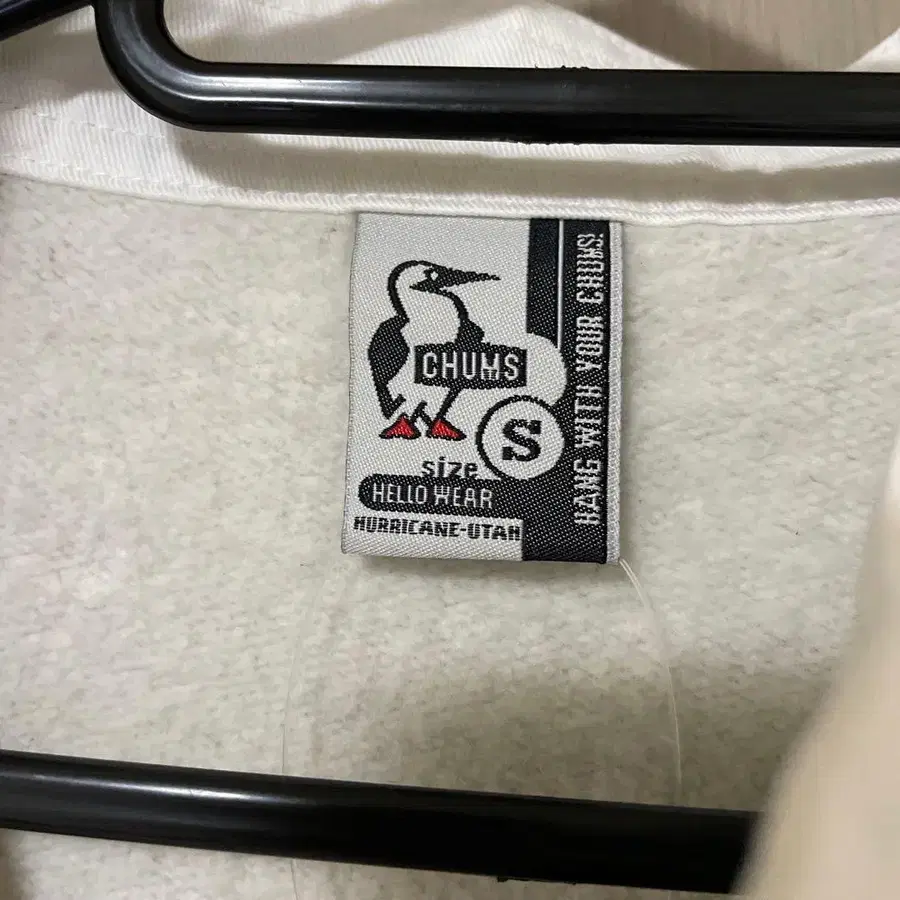 CHUMS
S
size
HELLO WEAR
HURRICANE-UTAH
HANG WITH YOUR CHUMS!